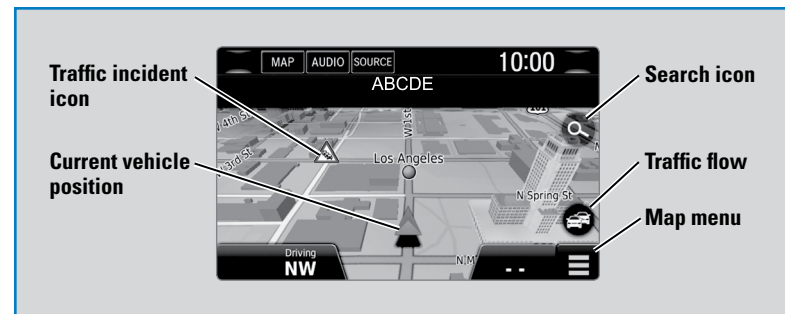 MAP AUDIO SOURCE 10:00
ABCDE
Traffic incident
icon
Search icon
101
W 4th St
W 1st
W 3rd St
Los Angeles
Current vehicle
position
Traffic flow
N Spring St
Map menu
Driving
NW
N M
- -